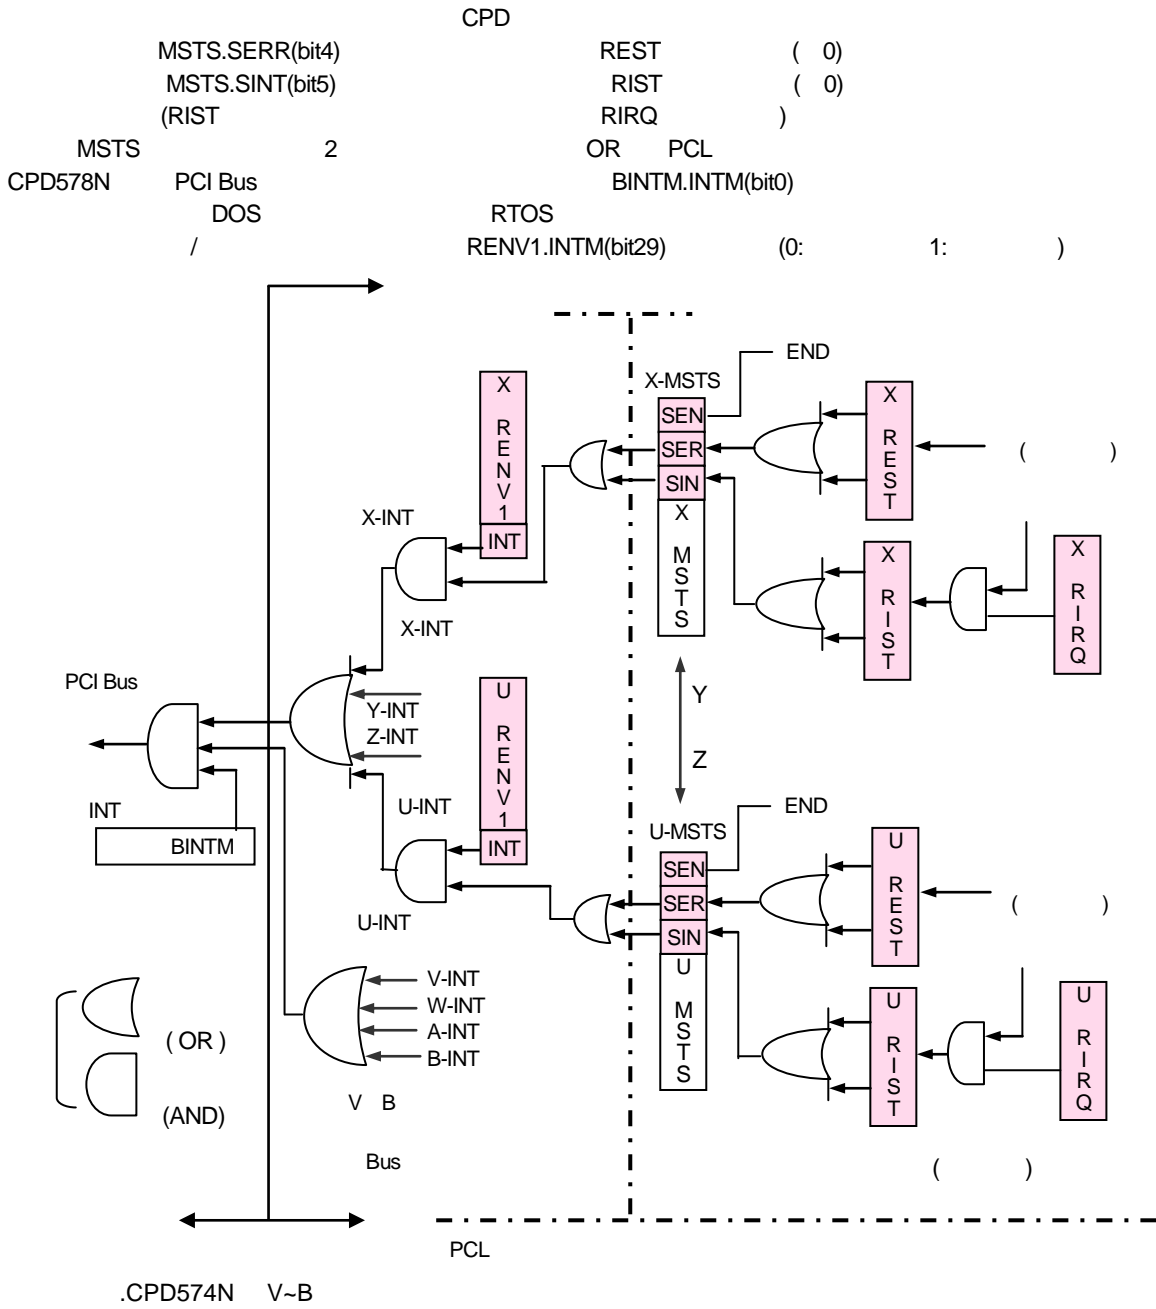 CPD
MSTS.SERR(bit4) REST ( 0)
MSTS.SINT(bit5) RIST ( 0)
(RIST RIRQ )
MSTS 2 OR PCL
CPD578N PCI Bus BINTM.INTM(bit0)
DOS RTOS
/ RENV1.INTM(bit29) (0: 1: )
END
X-MSTS
SEN
SER
SIN
X MSTS
X RENV1
INT
X REST
( )
X-INT
X RIST
X RIRQ
X-INT
PCI Bus
Y-INT
Z-INT
U RENV1
INT
Y
Z
INT
BINTM
U-INT
END
U-MSTS
SEN
SER
SIN
U MSTS
U REST
( )
U-INT
V-INT
W-INT
A-INT
B-INT
U RIST
U RIRQ
( OR )
(AND)
V B
Bus
( )
PCL
.CPD574N V~B